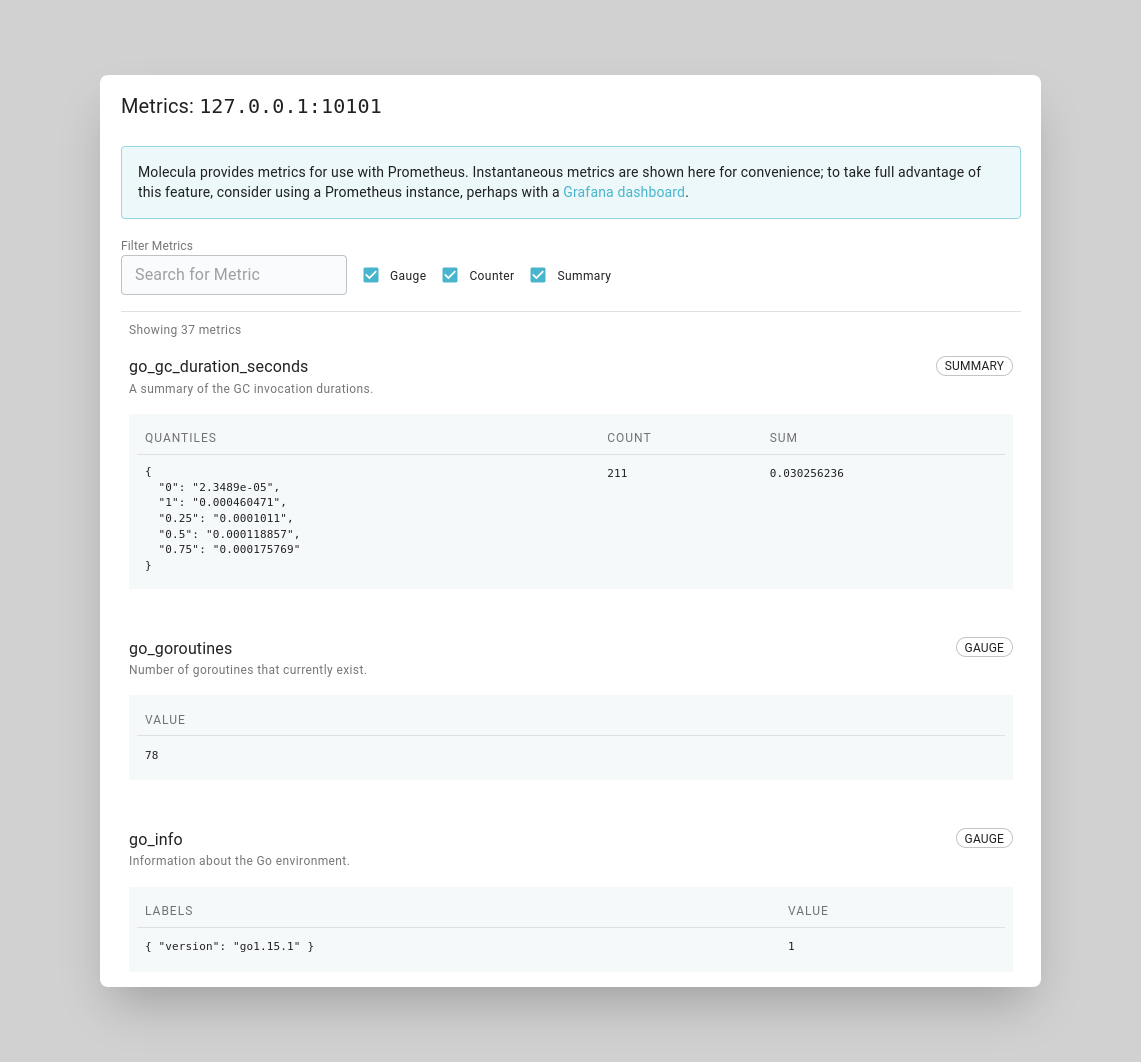 Metrics: 127.0.0.1:10101
Molecula provides metrics for use with Prometheus. Instantaneous metrics are shown here for convenience; to take full advantage of
this feature, consider using a Prometheus instance, perhaps with a Grafana dashboard.
Filter Metrics
Search for Metric
Gauge Counter Summary
Showing 37 metrics
go_gc_duration_seconds SUMMARY
A summary of the GC invocation durations.
QUANTILES COUNT SUM
{ 211 0.030256236
  "0": "2.3489e-05",
  "1": "0.000460471",
  "0.25": "0.0001011",
  "0.5": "0.000118857",
  "0.75": "0.000175769"
}
go_goroutines GAUGE
Number of goroutines that currently exist.
VALUE
78
go_info GAUGE
Information about the Go environment.
LABELS VALUE
{ "version": "go1.15.1" } 1